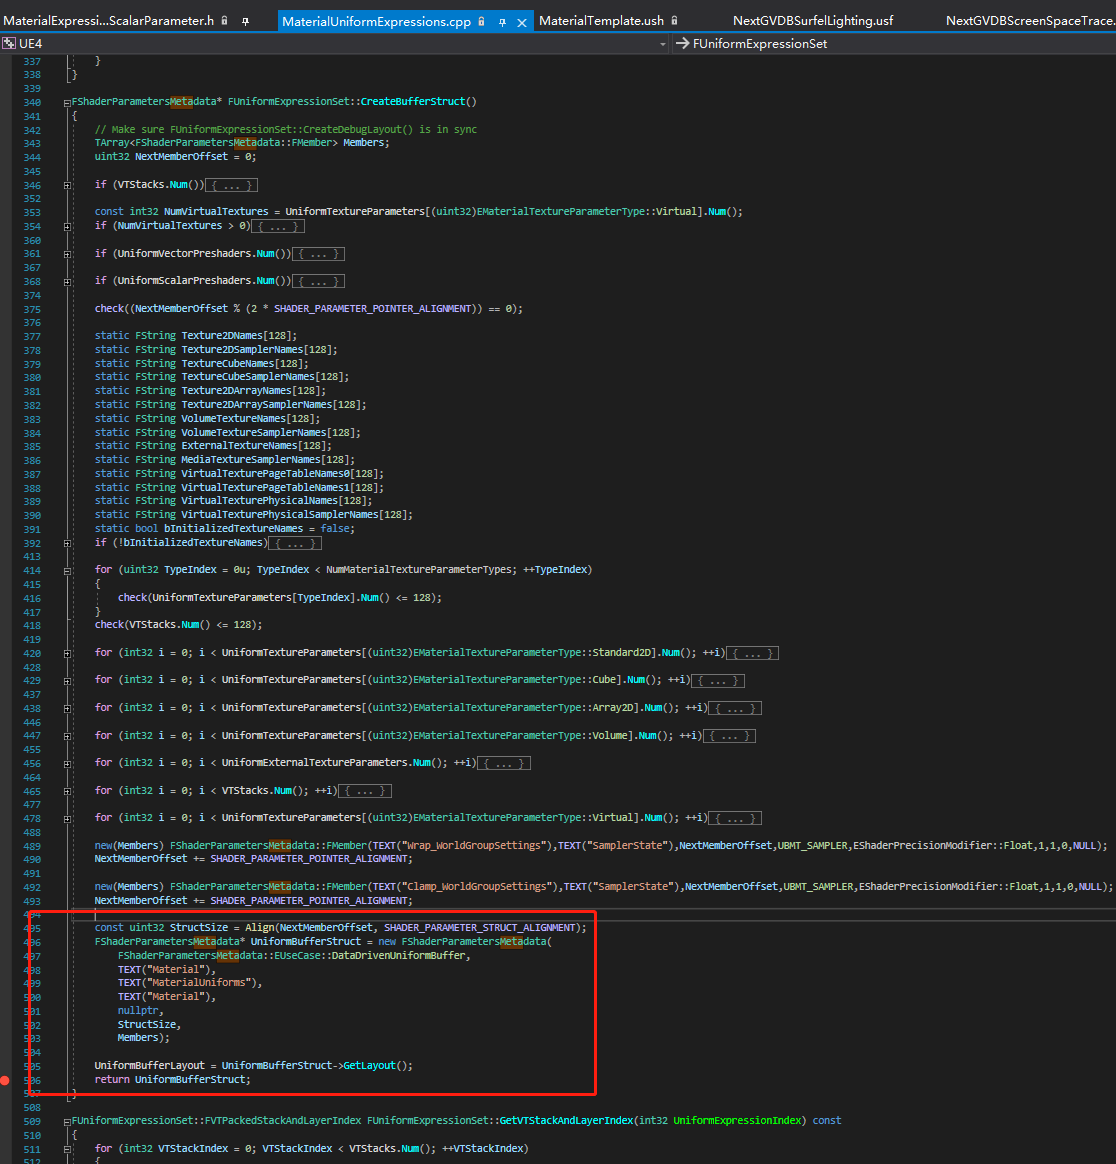 MaterialExpressi...ScalarParameter.h
MaterialUniformExpressions.cpp
MaterialTemplate.ush
NextGVDBSurfelLighting.usf
NextGVDBScreenSpaceTrace.
UE4
FUniformExpressionSet
337 }
338 }
339
340 FShaderParametersMetadata* FUniformExpressionSet::CreateBufferStruct()
341 {
342 // Make sure FUniformExpressionSet::CreateDebugLayout() is in sync
343 TArray<FShaderParametersMetadata::FMember> Members;
344 uint32 NextMemberOffset = 0;
345
346 if (VTStacks.Num()){ ... }
352
353 const int32 NumVirtualTextures = UniformTextureParameters[(uint32)EMaterialTextureParameterType::Virtual].Num();
354 if (NumVirtualTextures > 0){ ... }
360
361 if (UniformVectorPreshaders.Num()){ ... }
367
368 if (UniformScalarPreshaders.Num()){ ... }
374
375 check((NextMemberOffset % (2 * SHADER_PARAMETER_POINTER_ALIGNMENT)) == 0);
376
377 static FString Texture2DNames[128];
378 static FString Texture2DSamplerNames[128];
379 static FString TextureCubeNames[128];
380 static FString TextureCubeSamplerNames[128];
381 static FString Texture2DArrayNames[128];
382 static FString Texture2DArraySamplerNames[128];
383 static FString VolumeTextureNames[128];
384 static FString VolumeTextureSamplerNames[128];
385 static FString ExternalTextureNames[128];
386 static FString MediaTextureSamplerNames[128];
387 static FString VirtualTexturePageTableNames0[128];
388 static FString VirtualTexturePageTableNames1[128];
389 static FString VirtualTexturePhysicalNames[128];
390 static FString VirtualTexturePhysicalSamplerNames[128];
391 static bool bInitializedTextureNames = false;
392 if (!bInitializedTextureNames){ ... }
413
414 for (uint32 TypeIndex = 0u; TypeIndex < NumMaterialTextureParameterTypes; ++TypeIndex)
415 {
416 check(UniformTextureParameters[TypeIndex].Num() <= 128);
417 }
418 check(VTStacks.Num() <= 128);
419
420 for (int32 i = 0; i < UniformTextureParameters[(uint32)EMaterialTextureParameterType::Standard2D].Num(); ++i){ ... }
428
429 for (int32 i = 0; i < UniformTextureParameters[(uint32)EMaterialTextureParameterType::Cube].Num(); ++i){ ... }
437
438 for (int32 i = 0; i < UniformTextureParameters[(uint32)EMaterialTextureParameterType::Array2D].Num(); ++i){ ... }
446
447 for (int32 i = 0; i < UniformTextureParameters[(uint32)EMaterialTextureParameterType::Volume].Num(); ++i){ ... }
455
456 for (int32 i = 0; i < UniformExternalTextureParameters.Num(); ++i){ ... }
464
465 for (int32 i = 0; i < VTStacks.Num(); ++i){ ... }
477
478 for (int32 i = 0; i < UniformTextureParameters[(uint32)EMaterialTextureParameterType::Virtual].Num(); ++i){ ... }
488
489 new(Members) FShaderParametersMetadata::FMember(TEXT("Wrap_WorldGroupSettings"),TEXT("SamplerState"),NextMemberOffset,UBMT_SAMPLER,EShaderPrecisionModifier::Float,1,1,0,NULL);
490 NextMemberOffset += SHADER_PARAMETER_POINTER_ALIGNMENT;
491
492 new(Members) FShaderParametersMetadata::FMember(TEXT("Clamp_WorldGroupSettings"),TEXT("SamplerState"),NextMemberOffset,UBMT_SAMPLER,EShaderPrecisionModifier::Float,1,1,0,NULL);
493 NextMemberOffset += SHADER_PARAMETER_POINTER_ALIGNMENT;
494
495 const uint32 StructSize = Align(NextMemberOffset, SHADER_PARAMETER_STRUCT_ALIGNMENT);
496 FShaderParametersMetadata* UniformBufferStruct = new FShaderParametersMetadata(
497 FShaderParametersMetadata::EUseCase::DataDrivenUniformBuffer,
498 TEXT("Material"),
499 TEXT("MaterialUniforms"),
500 TEXT("Material"),
501 nullptr,
502 StructSize,
503 Members);
504
505 UniformBufferLayout = UniformBufferStruct->GetLayout();
506 return UniformBufferStruct;
507 }
508
509 FUniformExpressionSet::FVTPackedStackAndLayerIndex FUniformExpressionSet::GetVTStackAndLayerIndex(int32 UniformExpressionIndex) const
510 {
511 for (int32 VTStackIndex = 0; VTStackIndex < VTStacks.Num(); ++VTStackIndex)
512 {